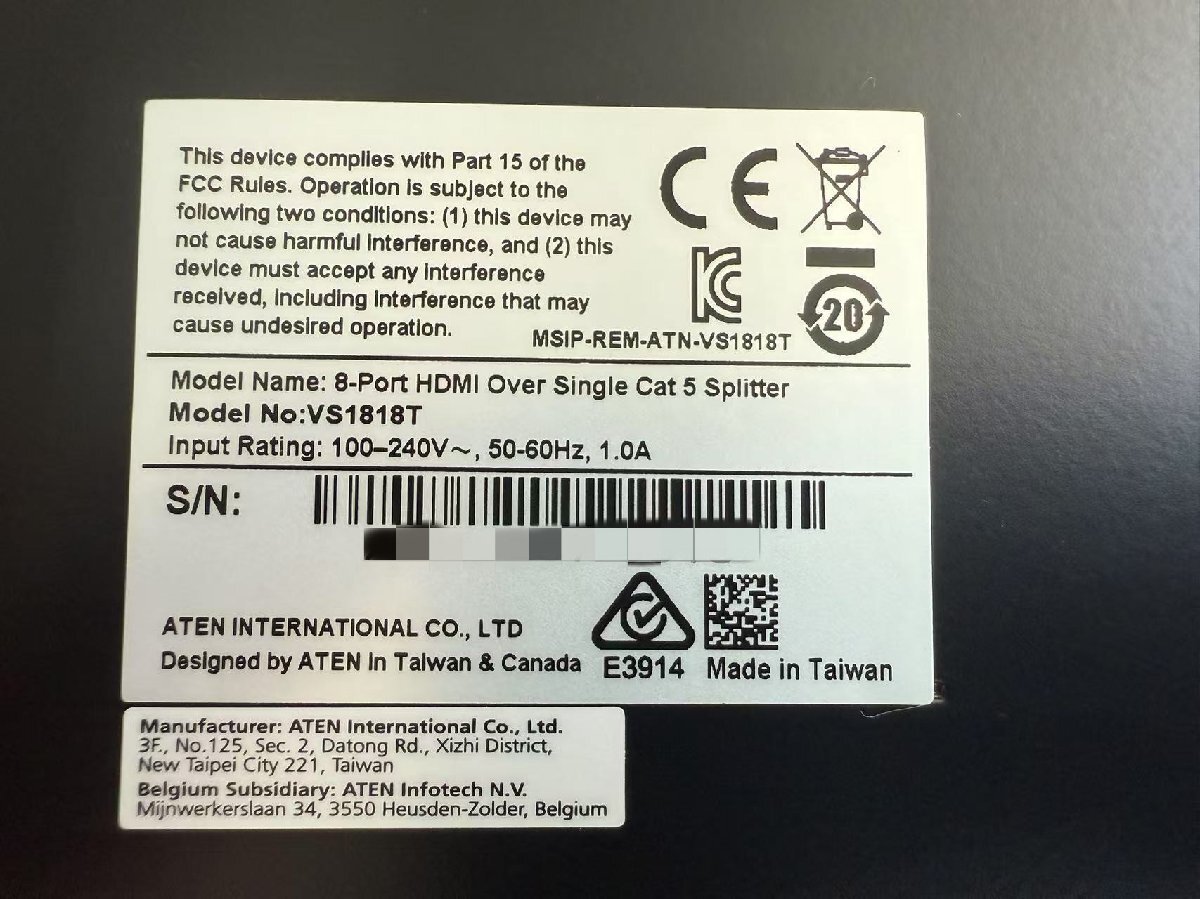 This device complies with Part 15 of the
FCC Rules. Operation is subject to the
following two conditions: (1) this device may
not cause harmful interference, and (2) this
device must accept any interference
received, including interference that may
cause undesired operation.
CE
KC
20
MSIP-REM-ATN-VS1818T
Model Name: 8-Port HDMI Over Single Cat 5 Splitter
Model No:VS1818T
Input Rating: 100–240V～, 50-60Hz, 1.0A
S/N:
ATEN INTERNATIONAL CO., LTD
Designed by ATEN in Taiwan & Canada
E3914
Made in Taiwan
Manufacturer: ATEN International Co., Ltd.
3F., No.125, Sec. 2, Datong Rd., Xizhi District,
New Taipei City 221, Taiwan
Belgium Subsidiary: ATEN Infotech N.V.
Mijnwerkerslaan 34, 3550 Heusden-Zolder, Belgium